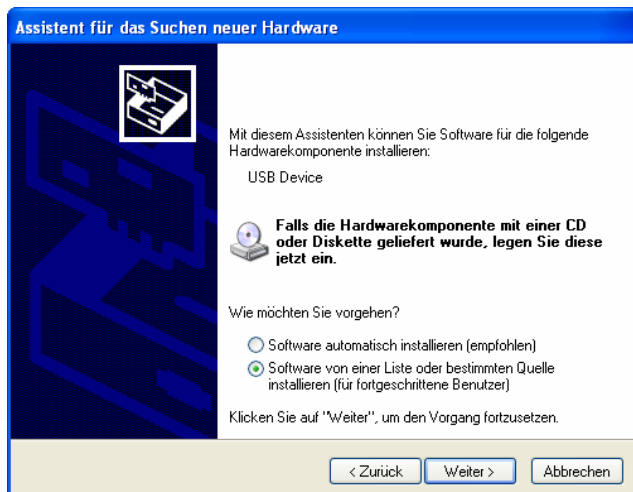 Assistent für das Suchen neuer Hardware
Mit diesem Assistenten können Sie Software für die folgende
Hardwarekomponente installieren:
USB Device
Falls die Hardwarekomponente mit einer CD
oder Diskette geliefert wurde, legen Sie diese
jetzt ein.
Wie möchten Sie vorgehen?
Software automatisch installieren (empfohlen)
Software von einer Liste oder bestimmten Quelle
installieren (für fortgeschrittene Benutzer)
Klicken Sie auf "Weiter", um den Vorgang fortzusetzen.
< Zurück Weiter > Abbrechen